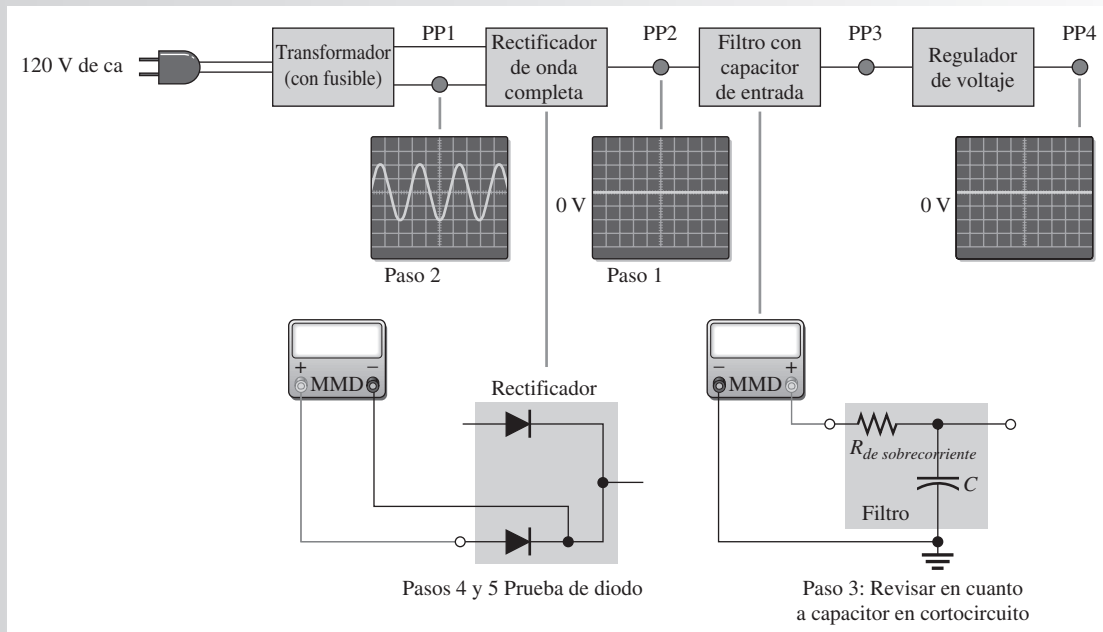 120 V de ca
Transformador
(con fusible)
PP1
Rectificador
de onda
completa
PP2
Filtro con
capacitor
de entrada
PP3
Regulador
de voltaje
PP4
Paso 2
0 V
Paso 1
0 V
+ −
MMD
Rectificador
Pasos 4 y 5 Prueba de diodo
− +
MMD
R de sobrecorriente
C
Filtro
Paso 3: Revisar en cuanto
a capacitor en cortocircuito